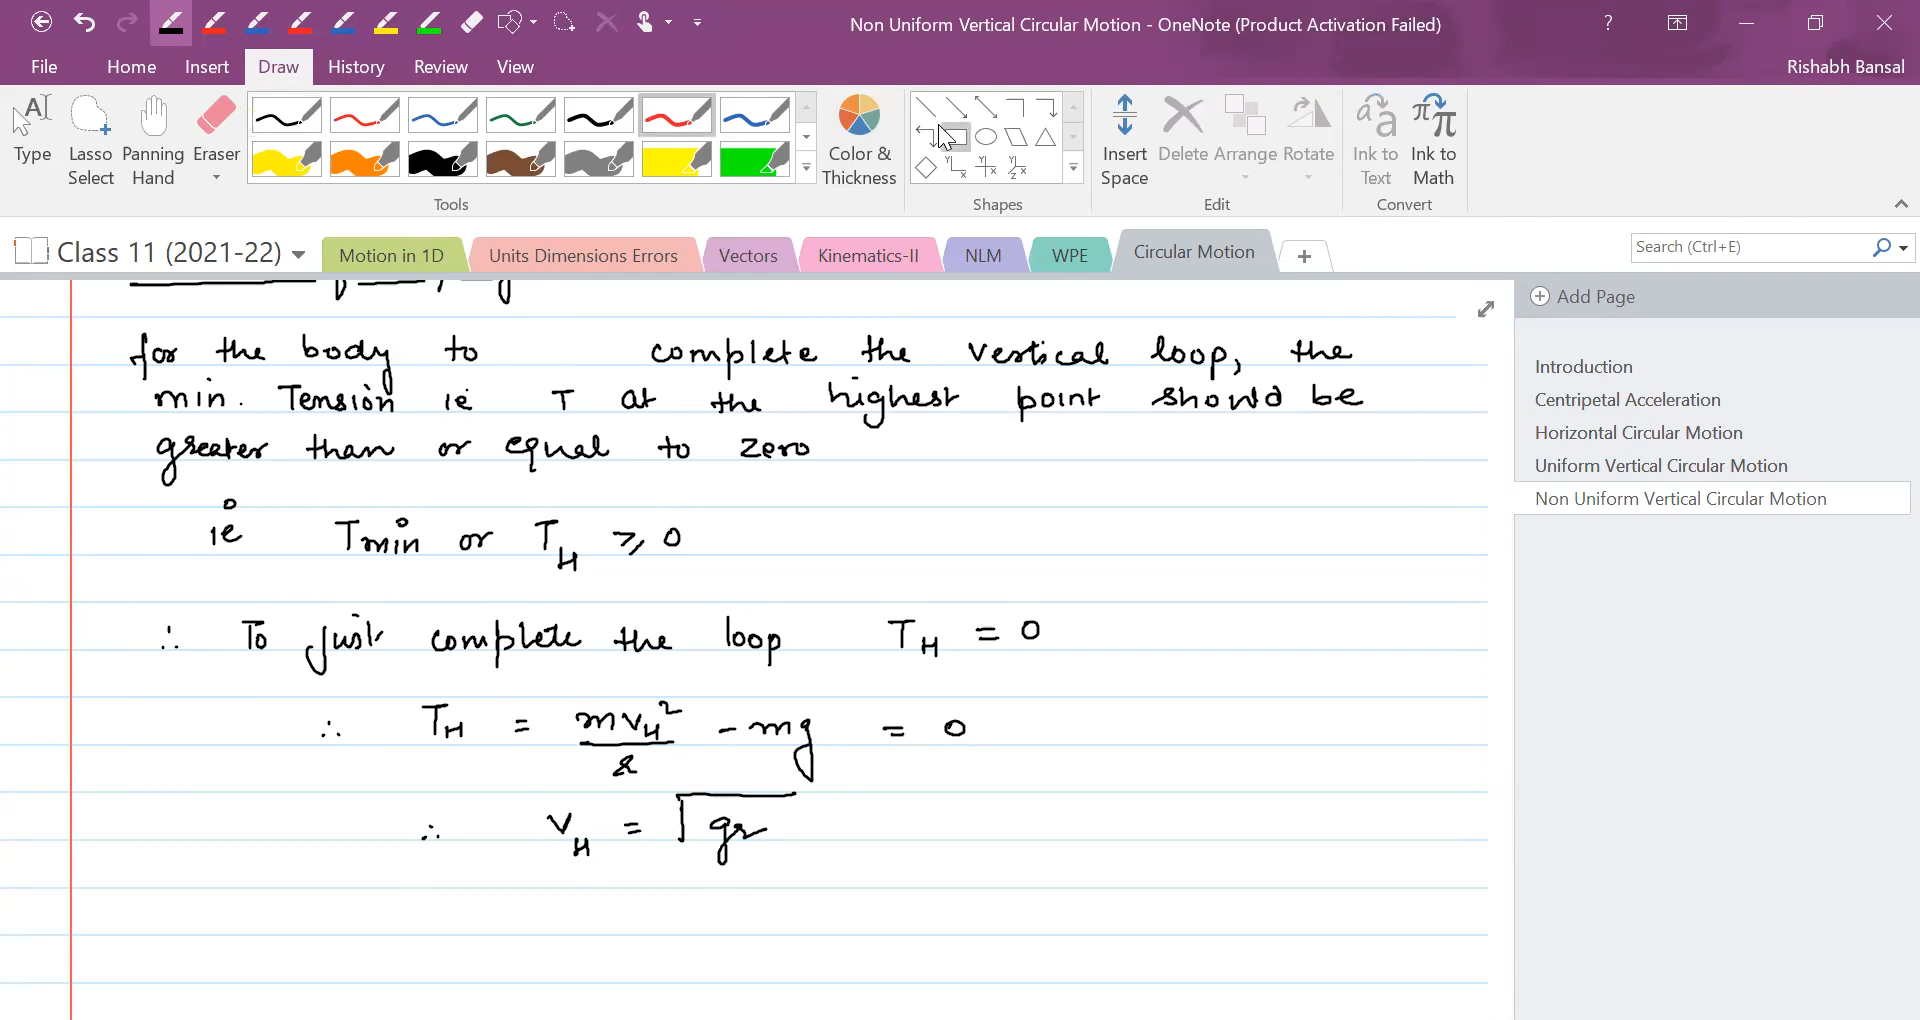 Non Uniform Vertical Circular Motion - OneNote (Product Activation Failed)
?
File Home Insert Draw History Review View
Rishabh Bansal
Type
Lasso Select
Panning Hand
Eraser
Color & Thickness
Insert Space
Delete
Arrange
Rotate
Ink to Text
Ink to Math
Tools
Shapes
Edit
Convert
Class 11 (2021-22)
Motion in 1D
Units Dimensions Errors
Vectors
Kinematics-II
NLM
WPE
Circular Motion
Search (Ctrl+E)
Add Page
Introduction
Centripetal Acceleration
Horizontal Circular Motion
Uniform Vertical Circular Motion
Non Uniform Vertical Circular Motion
for the body to complete the vertical loop, the
min. Tension ie T at the highest point should be
greater than or equal to zero
ie Tmin or T_H ⩾ 0
∴ To just complete the loop T_H = 0
∴ T_H = mv_H²/r - mg = 0
∴ v_H = √gr